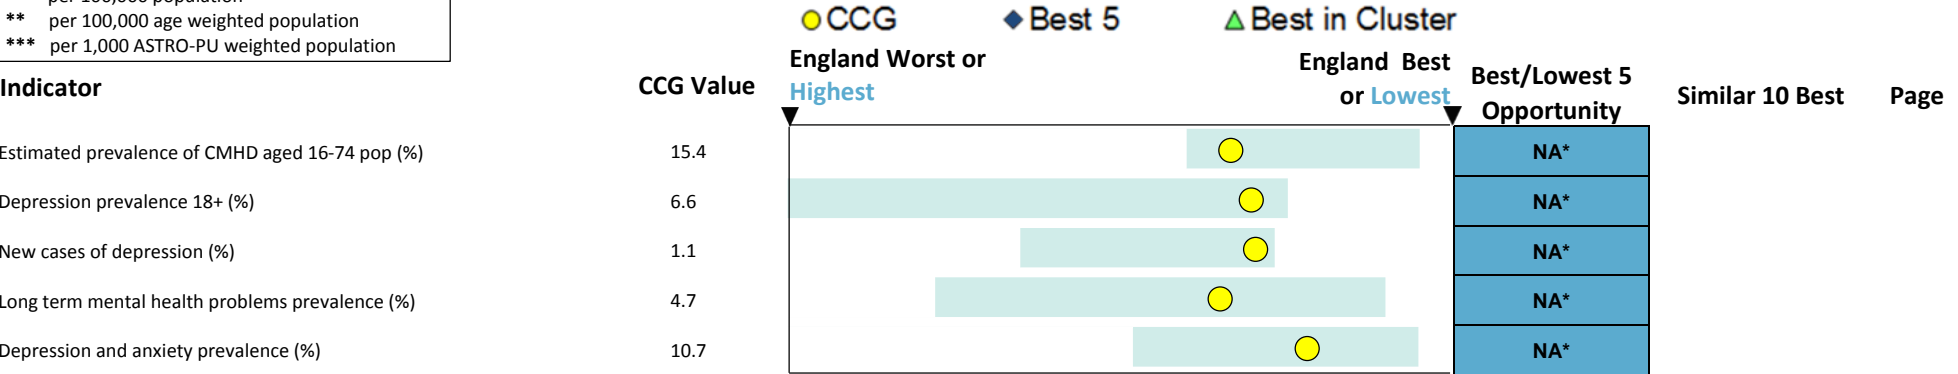 per 100,000 population
** per 100,000 age weighted population
*** per 1,000 ASTRO-PU weighted population
CCG Best 5 Best in Cluster
Indicator
CCG Value
England Worst or
Highest
England Best
or Lowest
Best/Lowest 5
Opportunity
Similar 10 Best
Page
Estimated prevalence of CMHD aged 16-74 pop (%) 15.4 NA*
Depression prevalence 18+ (%) 6.6 NA*
New cases of depression (%) 1.1 NA*
Long term mental health problems prevalence (%) 4.7 NA*
Depression and anxiety prevalence (%) 10.7 NA*